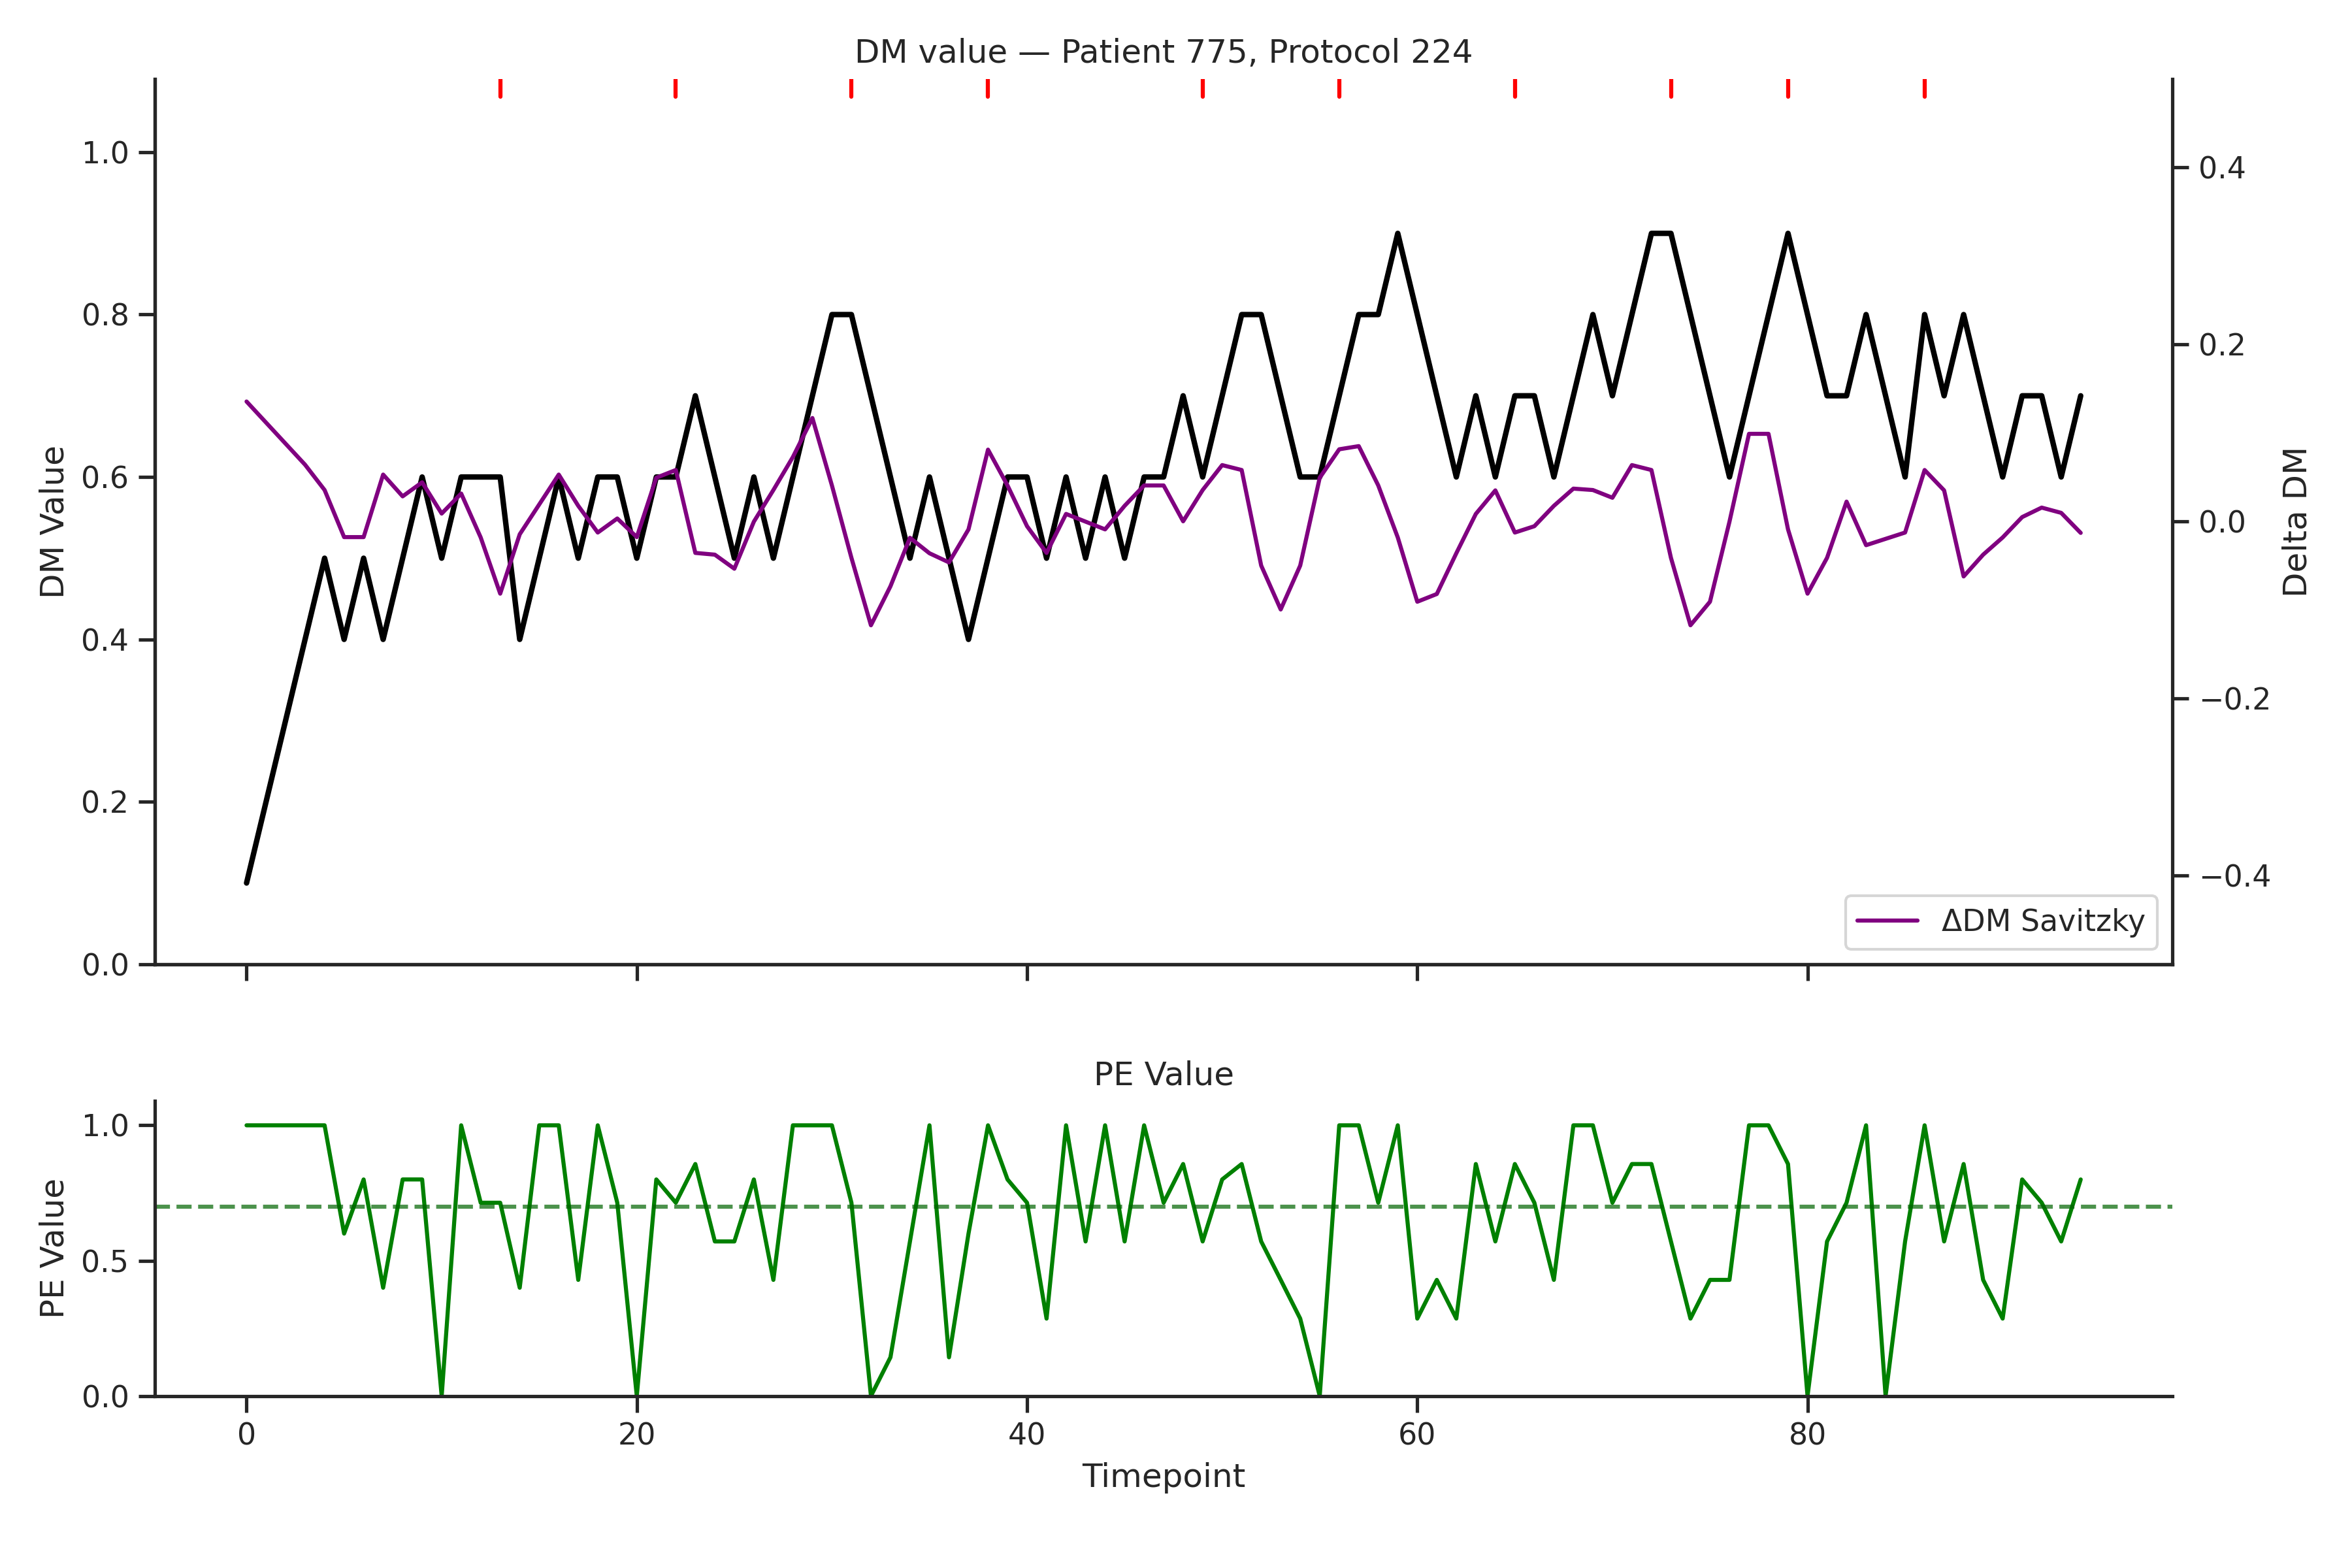 DM value — Patient 775, Protocol 224
DM Value
1.0
0.8
0.6
0.4
0.2
0.0
0.4
0.2
0.0
−0.2
−0.4
Delta DM
ΔDM Savitzky
PE Value
PE Value
1.0
0.5
0.0
0
20
40
60
80
Timepoint